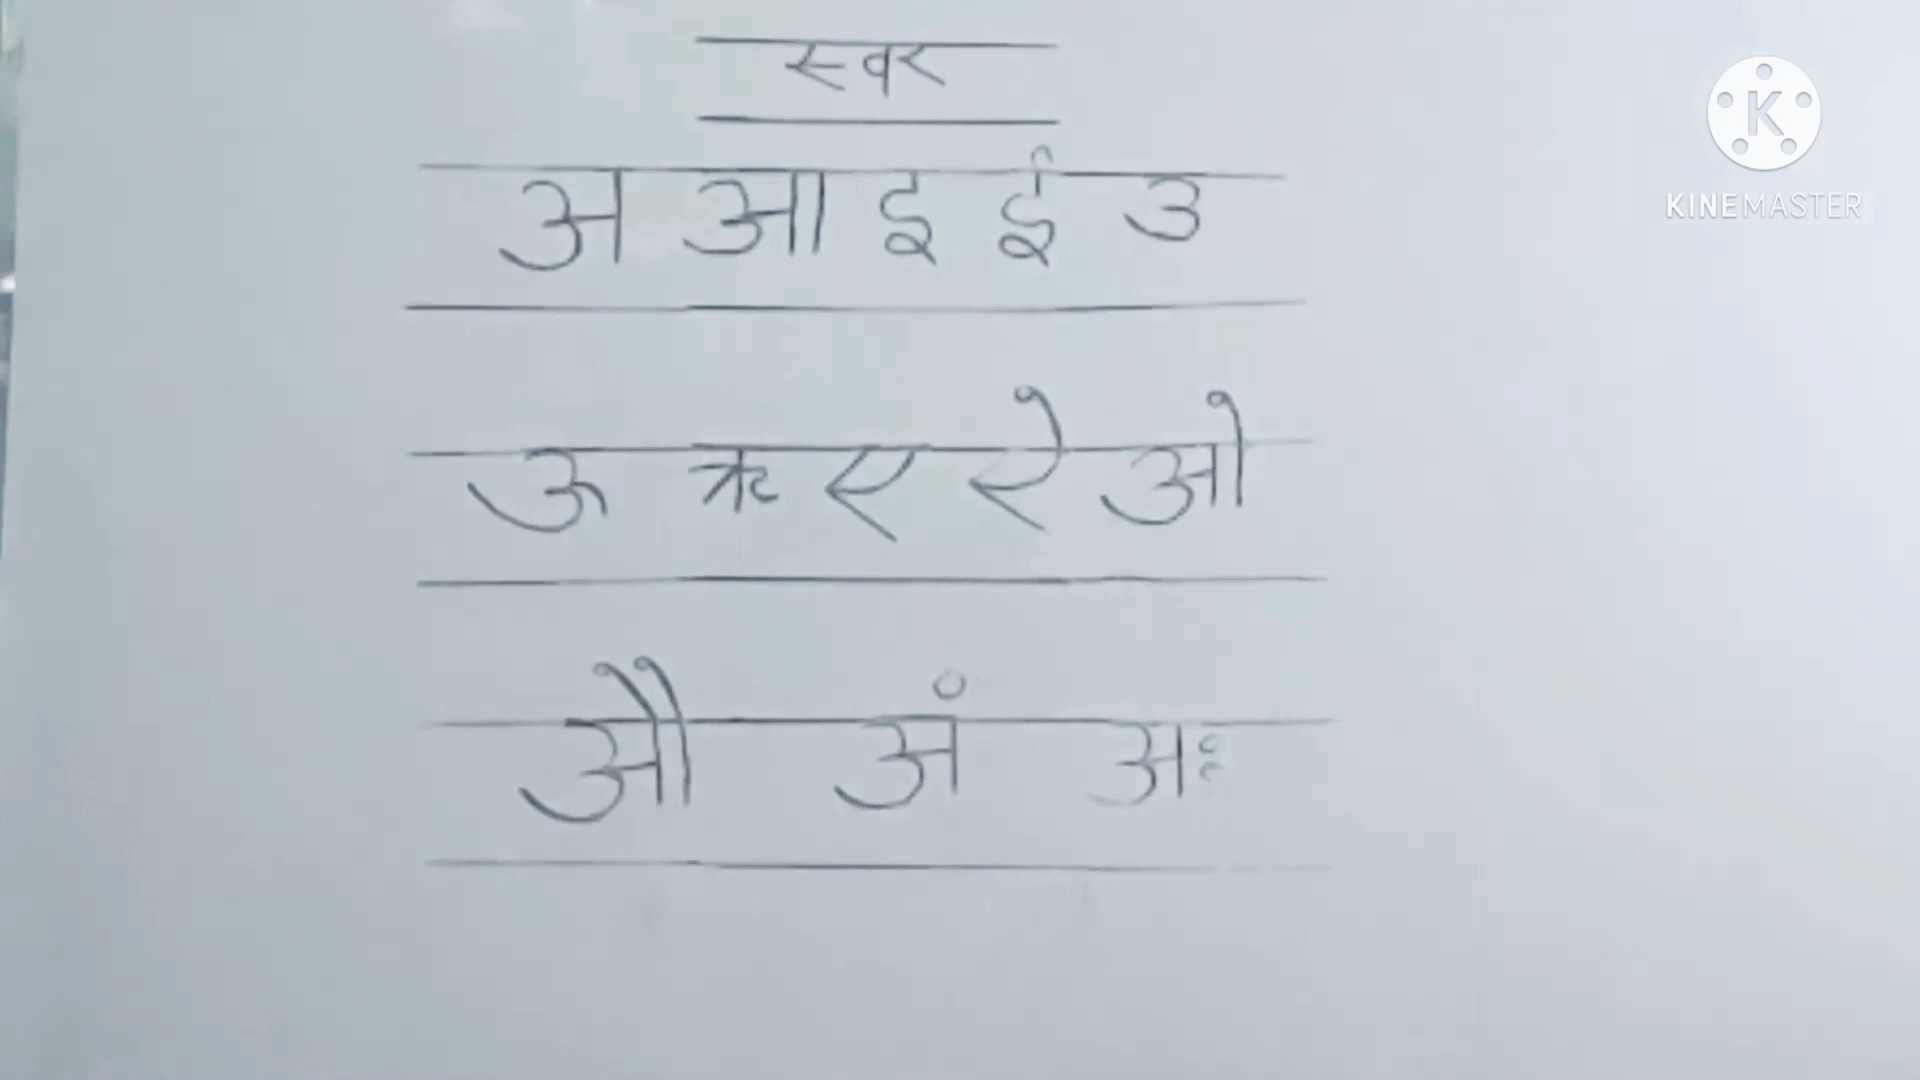 स्वर
अ आ इ ई उ
ऊ ऋ ए ऐ ओ
औ अं अः
K
KINEMASTER